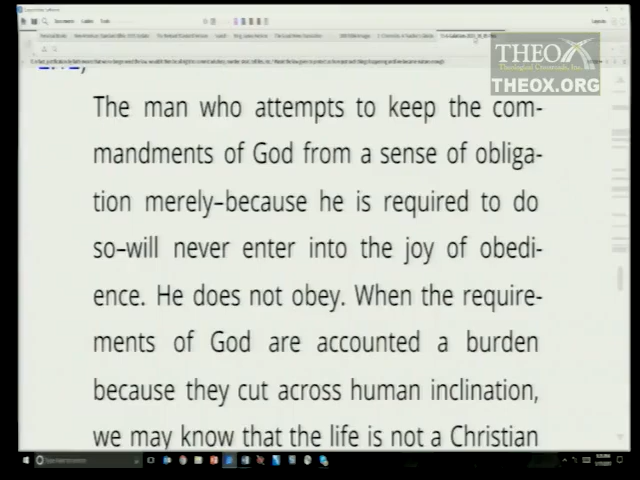 THEOX
Theological Crossroads, Inc.
THEOX.ORG
The man who attempts to keep the com-
mandments of God from a sense of obliga-
tion merely–because he is required to do
so–will never enter into the joy of obedi-
ence. He does not obey. When the require-
ments of God are accounted a burden
because they cut across human inclination,
we may know that the life is not a Christian